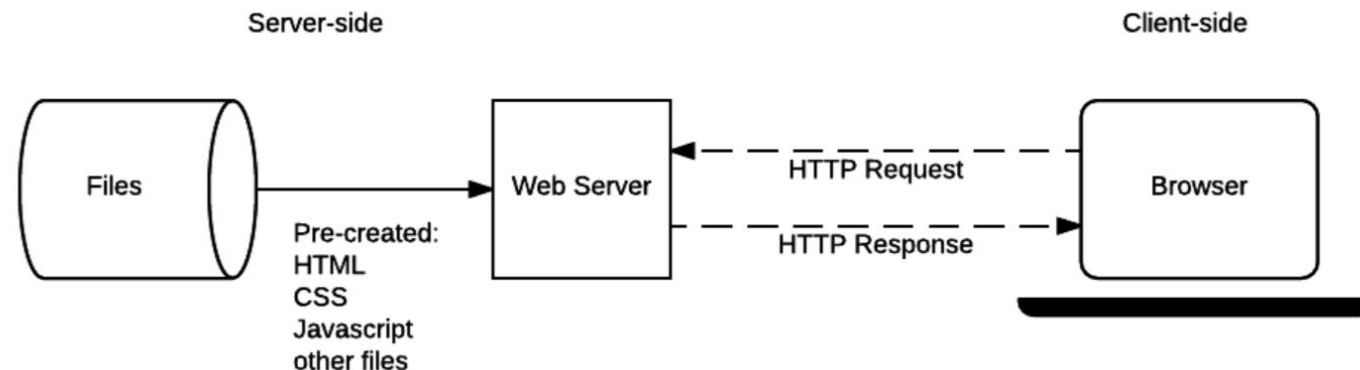 Server-side
Client-side
Files
Web Server
HTTP Request
Browser
Pre-created:
HTML
CSS
Javascript
other files
HTTP Response